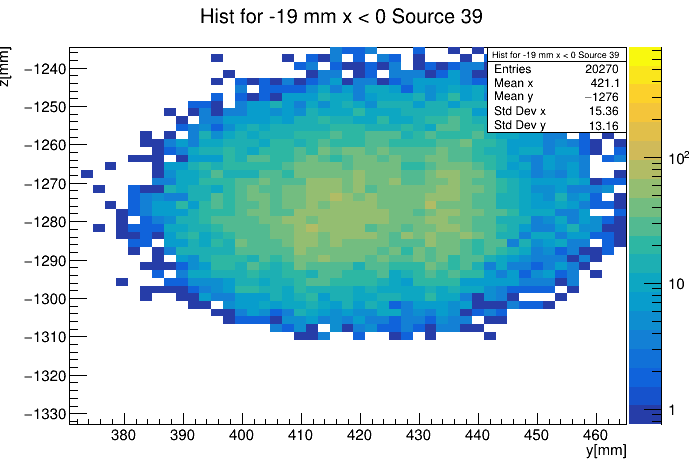 Hist for -19 mm x < 0 Source 39
z[mm]
Hist for -19 mm x < 0 Source 39
Entries 20270
Mean x 421.1
Mean y −1276
Std Dev x 15.36
Std Dev y 13.16
−1240
−1250
−1260
−1270
−1280
−1290
−1300
−1310
−1320
−1330
380 390 400 410 420 430 440 450 460
y[mm]
10²
10
1